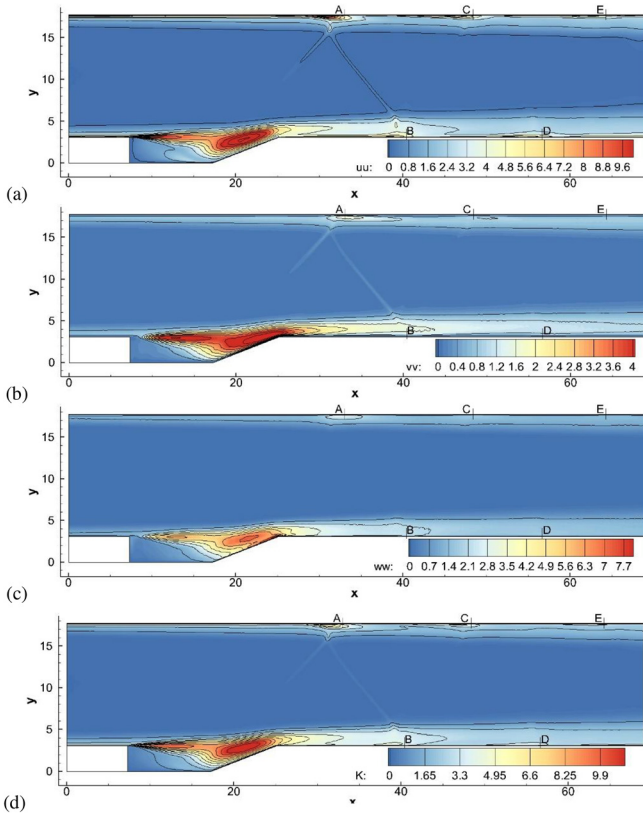 A C E
15
10
y
5
B D
0
uu: 0 0.8 1.6 2.4 3.2 4 4.8 5.6 6.4 7.2 8 8.8 9.6
(a)
0 20 x 40 60
A C E
15
10
y
5
B D
0
vv: 0 0.4 0.8 1.2 1.6 2 2.4 2.8 3.2 3.6 4
(b)
0 20 x 40 60
A C E
15
10
y
5
B D
0
ww: 0 0.7 1.4 2.1 2.8 3.5 4.2 4.9 5.6 6.3 7 7.7
(c)
0 20 x 40 60
A C E
15
10
y
5
B D
0
K: 0 1.65 3.3 4.95 6.6 8.25 9.9
(d)
0 20 40 60